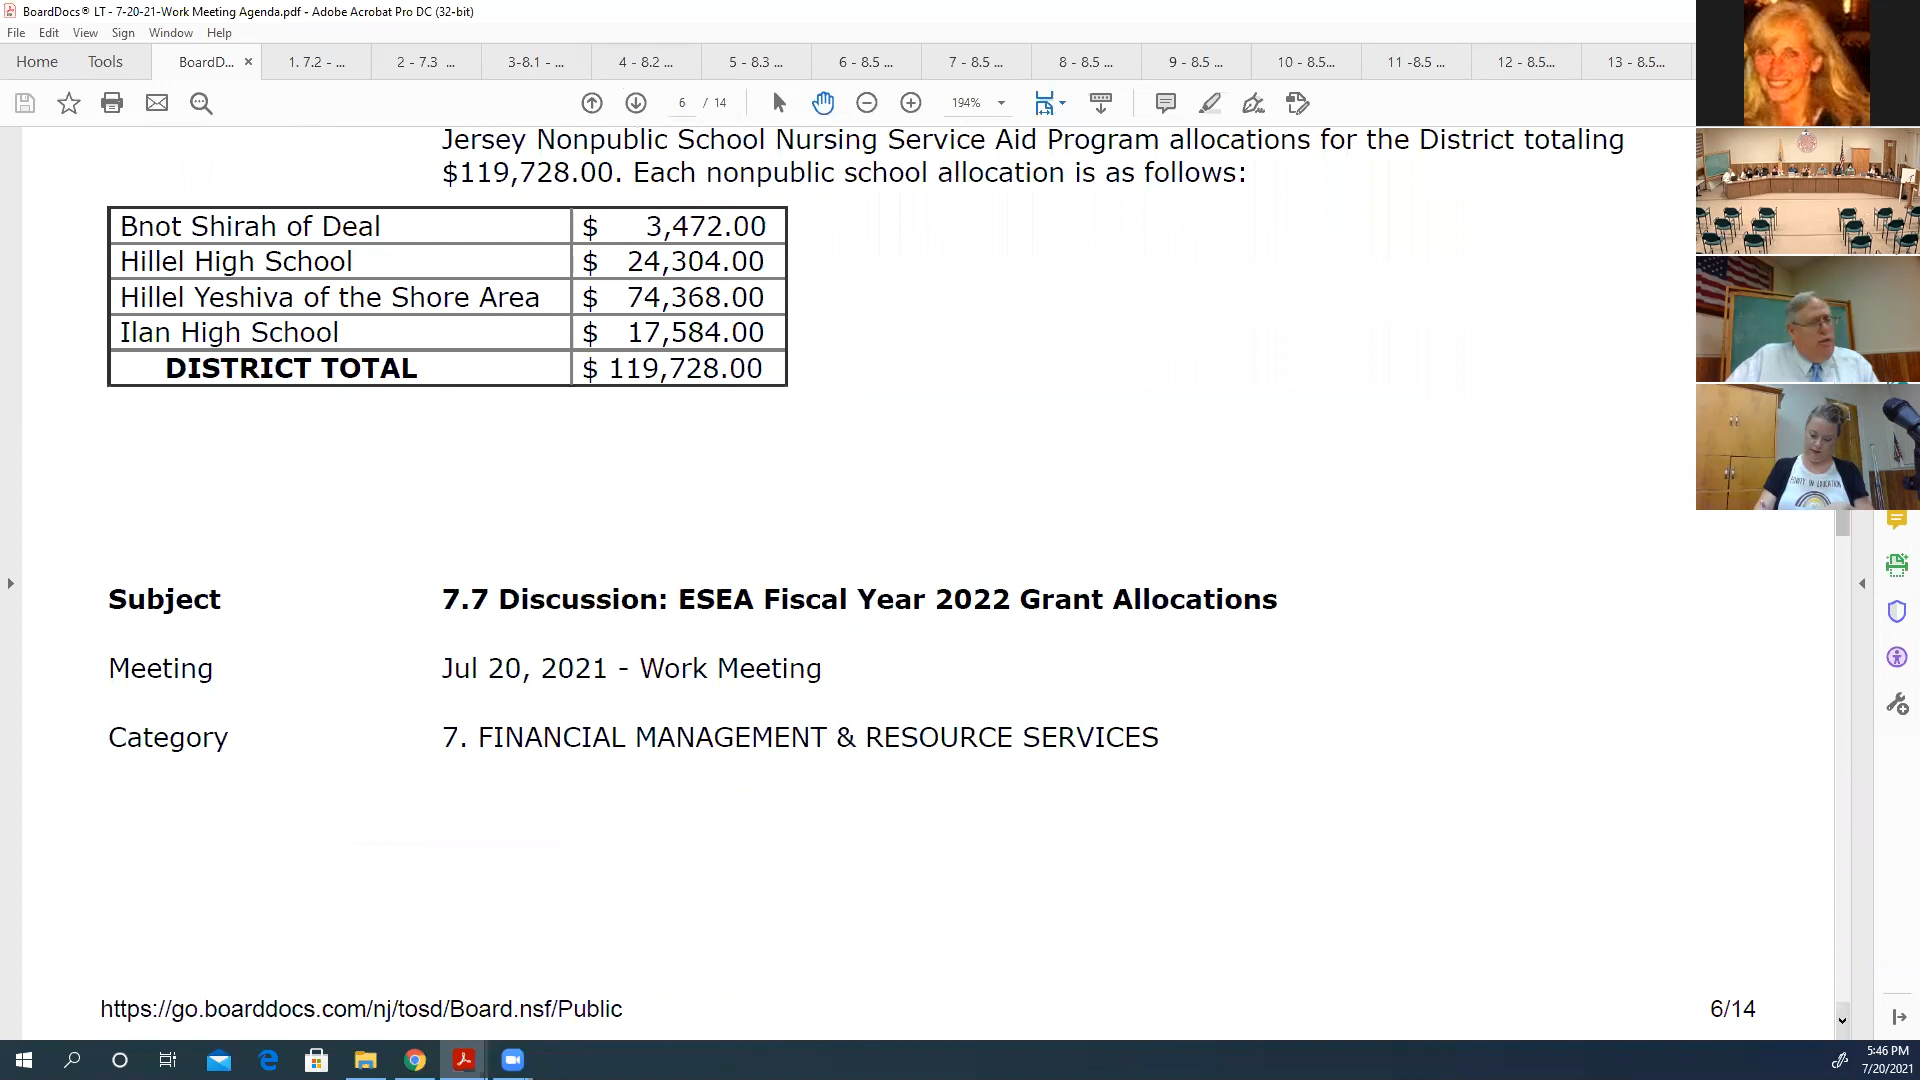 BoardDocs® LT - 7-20-21-Work Meeting Agenda.pdf - Adobe Acrobat Pro DC (32-bit)
File Edit View Sign Window Help
Home Tools BoardD... × 1. 7.2 - ... 2 - 7.3 ... 3-8.1 - ... 4 - 8.2 ... 5 - 8.3 ... 6 - 8.5 ... 7 - 8.5 ... 8 - 8.5 ... 9 - 8.5 ... 10 - 8.5... 11 -8.5 ... 12 - 8.5... 13 - 8.5...
6 / 14 194%
Jersey Nonpublic School Nursing Service Aid Program allocations for the District totaling
$119,728.00. Each nonpublic school allocation is as follows:
Bnot Shirah of Deal $ 3,472.00
Hillel High School $ 24,304.00
Hillel Yeshiva of the Shore Area $ 74,368.00
Ilan High School $ 17,584.00
DISTRICT TOTAL $ 119,728.00
Subject 7.7 Discussion: ESEA Fiscal Year 2022 Grant Allocations
Meeting Jul 20, 2021 - Work Meeting
Category 7. FINANCIAL MANAGEMENT & RESOURCE SERVICES
https://go.boarddocs.com/nj/tosd/Board.nsf/Public 6/14
5:46 PM
7/20/2021